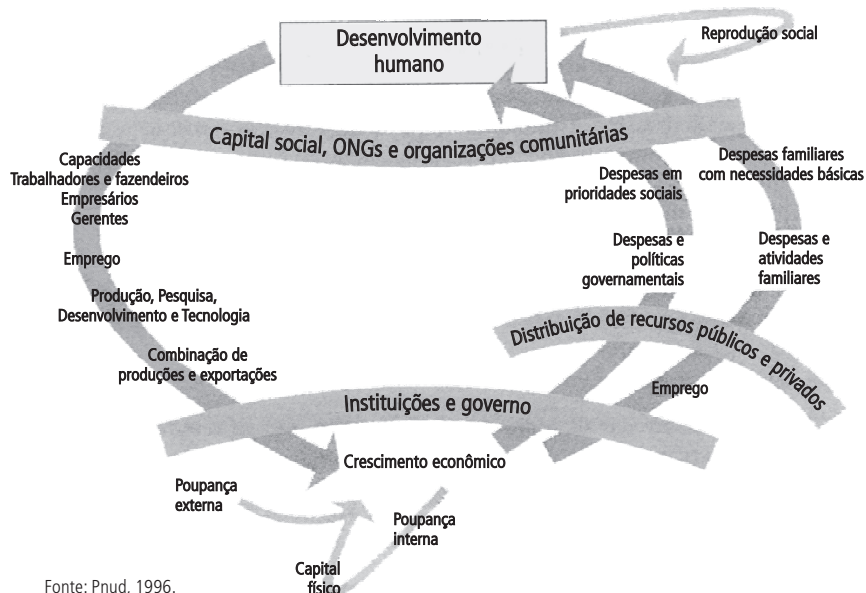 Desenvolvimento
humano
Reprodução social
Capital social, ONGs e organizações comunitárias
Capacidades
Trabalhadores e fazendeiros
Empresários
Gerentes
Emprego
Produção, Pesquisa,
Desenvolvimento e Tecnologia
Combinação de
produções e exportações
Despesas em
prioridades sociais
Despesas e
políticas
governamentais
Despesas familiares
com necessidades básicas
Despesas e
atividades
familiares
Distribuição de recursos públicos e privados
Emprego
Instituições e governo
Crescimento econômico
Poupança
externa
Poupança
interna
Capital
físico
Fonte: Pnud, 1996.